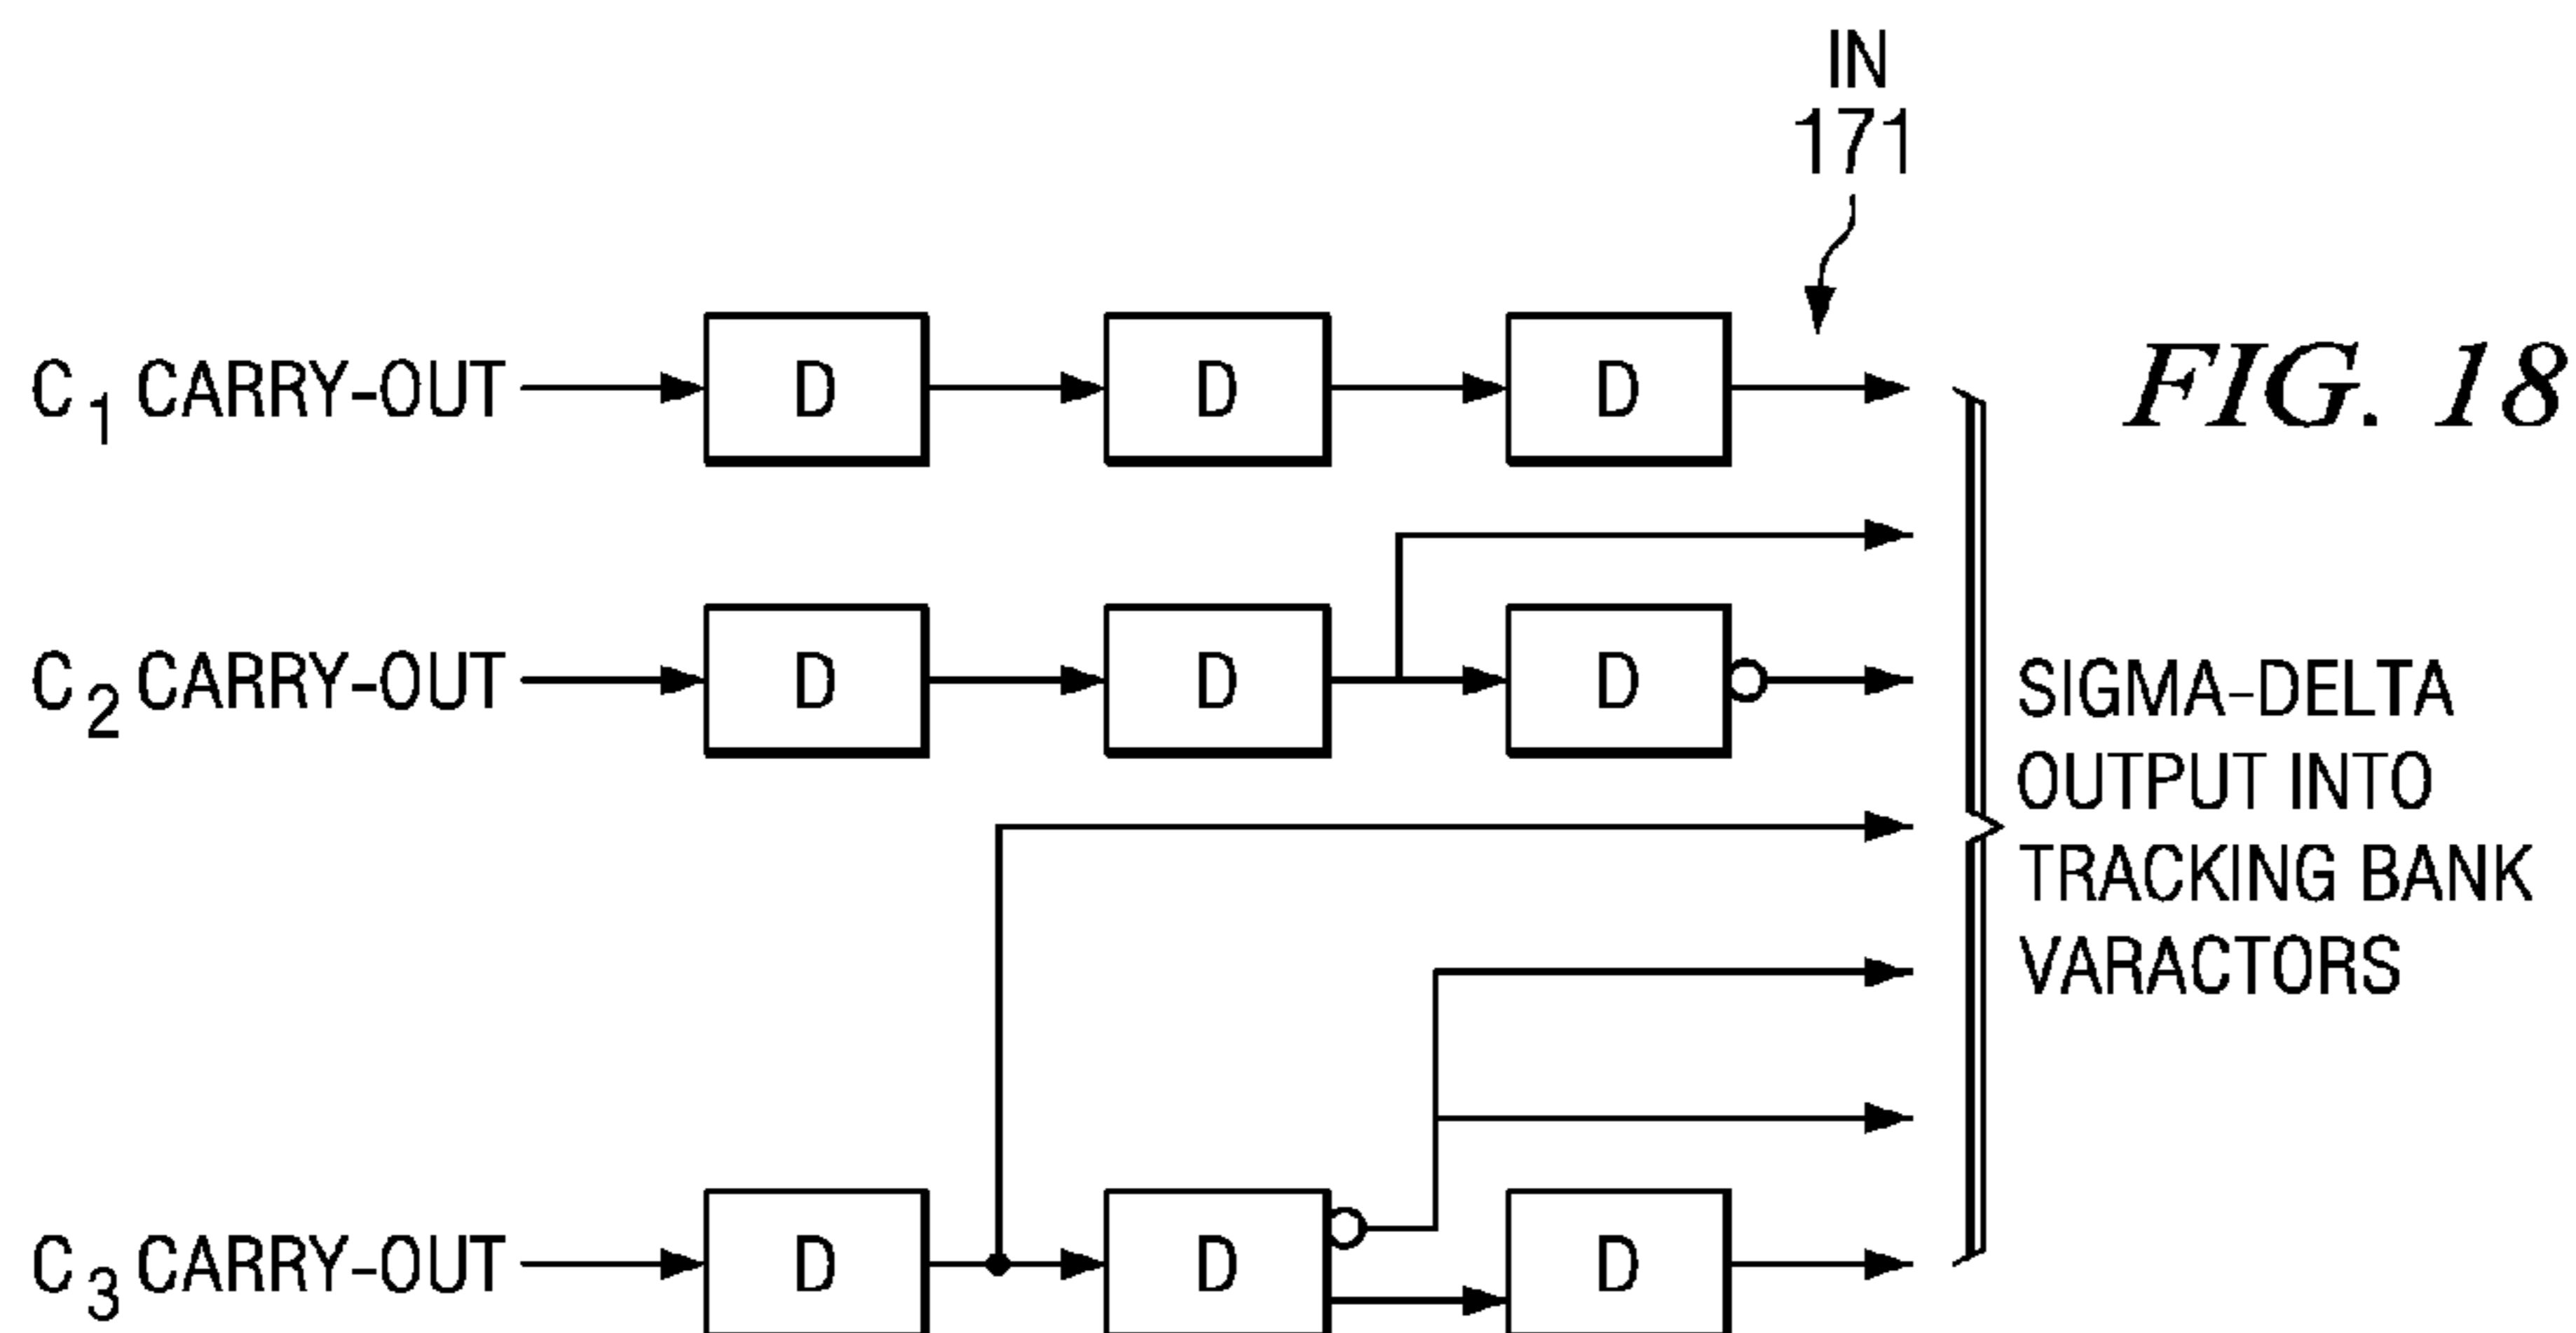 IN
171
FIG. 18
C1 CARRY-OUT
D
D
D
C2 CARRY-OUT
D
D
D
SIGMA-DELTA
OUTPUT INTO
TRACKING BANK
VARACTORS
C3 CARRY-OUT
D
D
D